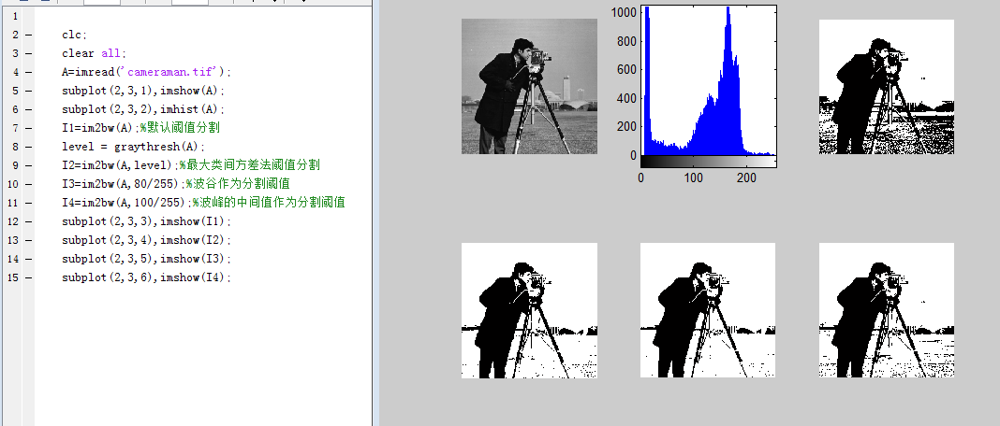 1
2 — clc;
3 — clear all;
4 — A=imread('cameraman.tif');
5 — subplot(2,3,1),imshow(A);
6 — subplot(2,3,2),imhist(A);
7 — I1=im2bw(A);%默认阈值分割
8 — level = graythresh(A);
9 — I2=im2bw(A,level);%最大类间方差法阈值分割
10 — I3=im2bw(A,80/255);%波谷作为分割阈值
11 — I4=im2bw(A,100/255);%波峰的中间值作为分割阈值
12 — subplot(2,3,3),imshow(I1);
13 — subplot(2,3,4),imshow(I2);
14 — subplot(2,3,5),imshow(I3);
15 — subplot(2,3,6),imshow(I4);
1000
800
600
400
200
0
0 100 200